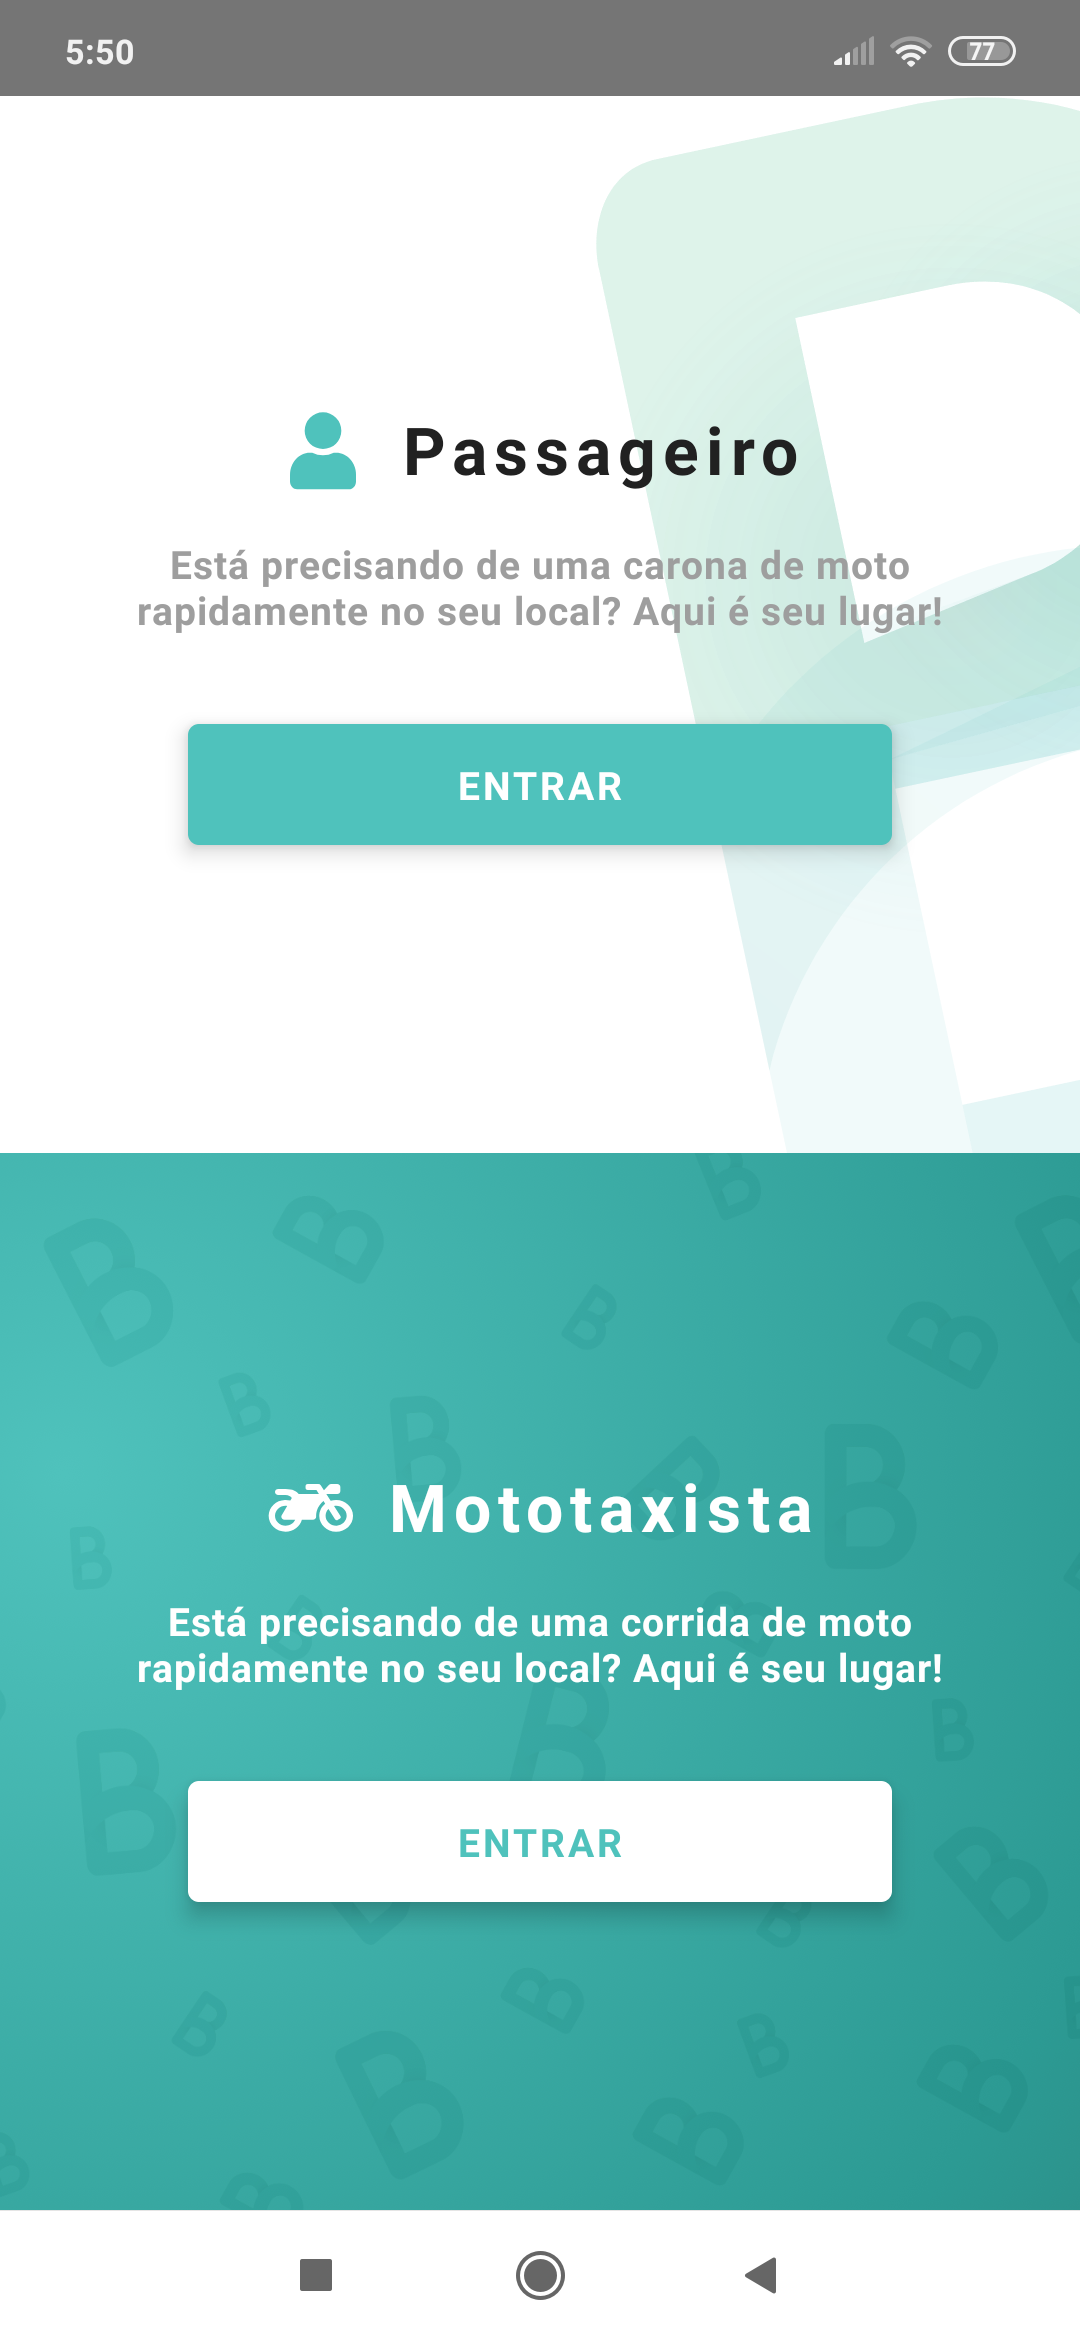 5:50
77
Passageiro
Está precisando de uma carona de moto
rapidamente no seu local? Aqui é seu lugar!
ENTRAR
Mototaxista
Está precisando de uma corrida de moto
rapidamente no seu local? Aqui é seu lugar!
ENTRAR